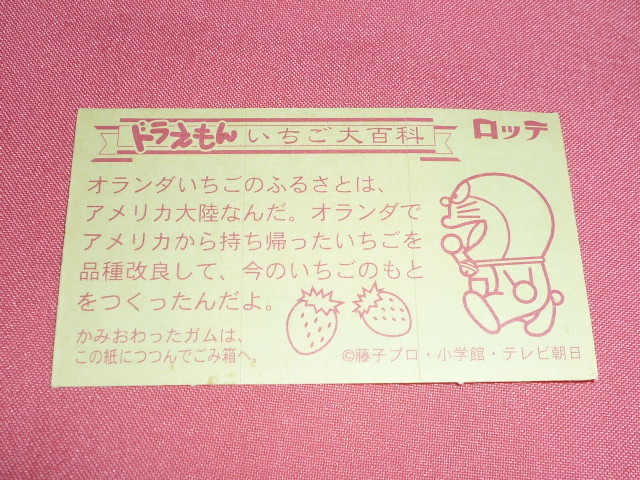 ドラえもん いちご大百科 ロッテ
オランダいちごのふるさとは、
アメリカ大陸なんだ。オランダで
アメリカから持ち帰ったいちごを
品種改良して、今のいちごのもと
をつくったんだよ。
かみおわったガムは、
この紙につつんでごみ箱へ。
©藤子プロ・小学館・テレビ朝日